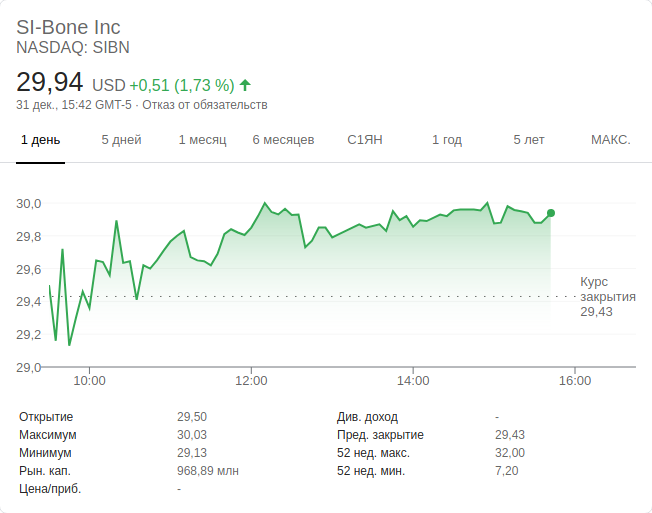 SI-Bone Inc
NASDAQ: SIBN
29,94 USD +0,51 (1,73 %)
31 дек., 15:42 GMT-5 · Отказ от обязательств
1 день 5 дней 1 месяц 6 месяцев С1ЯН 1 год 5 лет МАКС.
30,0
29,8
29,6
29,4
29,2
29,0
Курс
закрытия
29,43
10:00 12:00 14:00 16:00
Открытие 29,50 Див. доход -
Максимум 30,03 Пред. закрытие 29,43
Минимум 29,13 52 нед. макс. 32,00
Рын. кап. 968,89 млн 52 нед. мин. 7,20
Цена/приб. -